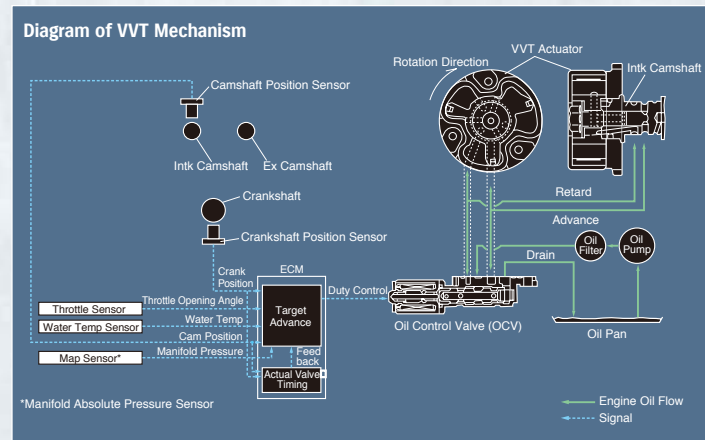 Diagram of VVT Mechanism
Rotation Direction
VVT Actuator
Intk Camshaft
Camshaft Position Sensor
Intk Camshaft
Ex Camshaft
Crankshaft
Crankshaft Position Sensor
Retard
Advance
Drain
Oil
Filter
Oil
Pump
Oil Control Valve (OCV)
Oil Pan
ECM
Crank
Position
Duty Control
Throttle Sensor
Throttle Opening Angle
Target
Advance
Water Temp Sensor
Water Temp
Cam Position
Map Sensor*
Manifold Pressure
Feed
back
Actual Valve
Timing
*Manifold Absolute Pressure Sensor
Engine Oil Flow
Signal